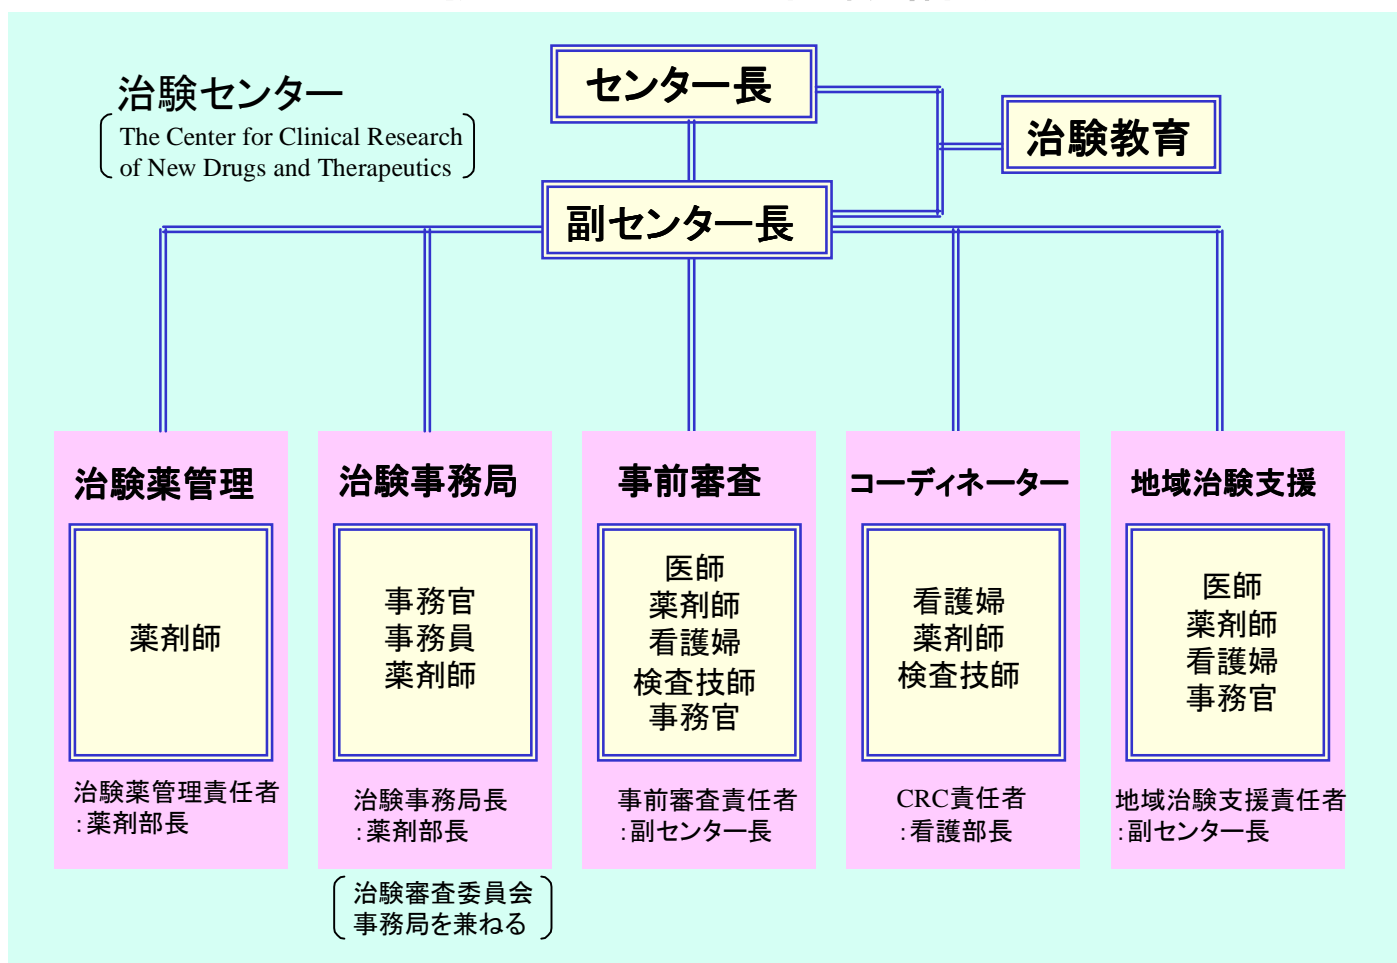 治験センター
The Center for Clinical Research
of New Drugs and Therapeutics
センター長
治験教育
副センター長
治験薬管理
薬剤師
治験薬管理責任者
:薬剤部長
治験事務局
事務官
事務員
薬剤師
治験事務局長
:薬剤部長
治験審査委員会
事務局を兼ねる
事前審査
医師
薬剤師
看護婦
検査技師
事務官
事前審査責任者
:副センター長
コーディネーター
看護婦
薬剤師
検査技師
CRC責任者
:看護部長
地域治験支援
医師
薬剤師
看護婦
事務官
地域治験支援責任者
:副センター長